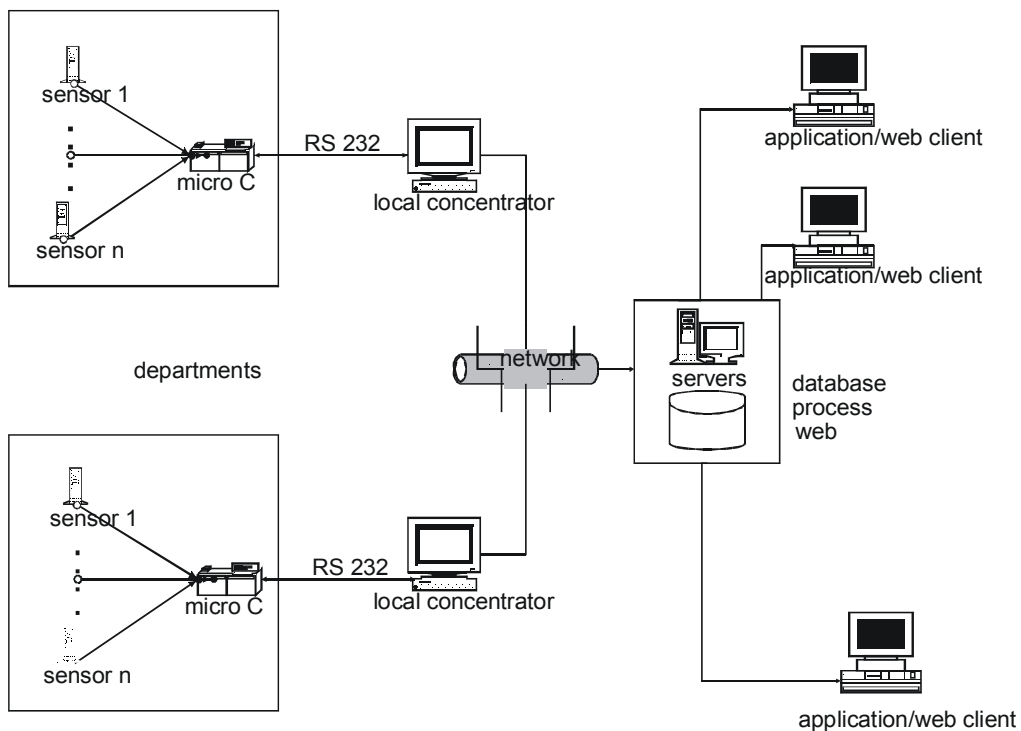 sensor 1
micro C
sensor n
RS 232
local concentrator
departments
sensor 1
micro C
sensor n
RS 232
local concentrator
network
servers
database
process
web
application/web client
application/web client
application/web client